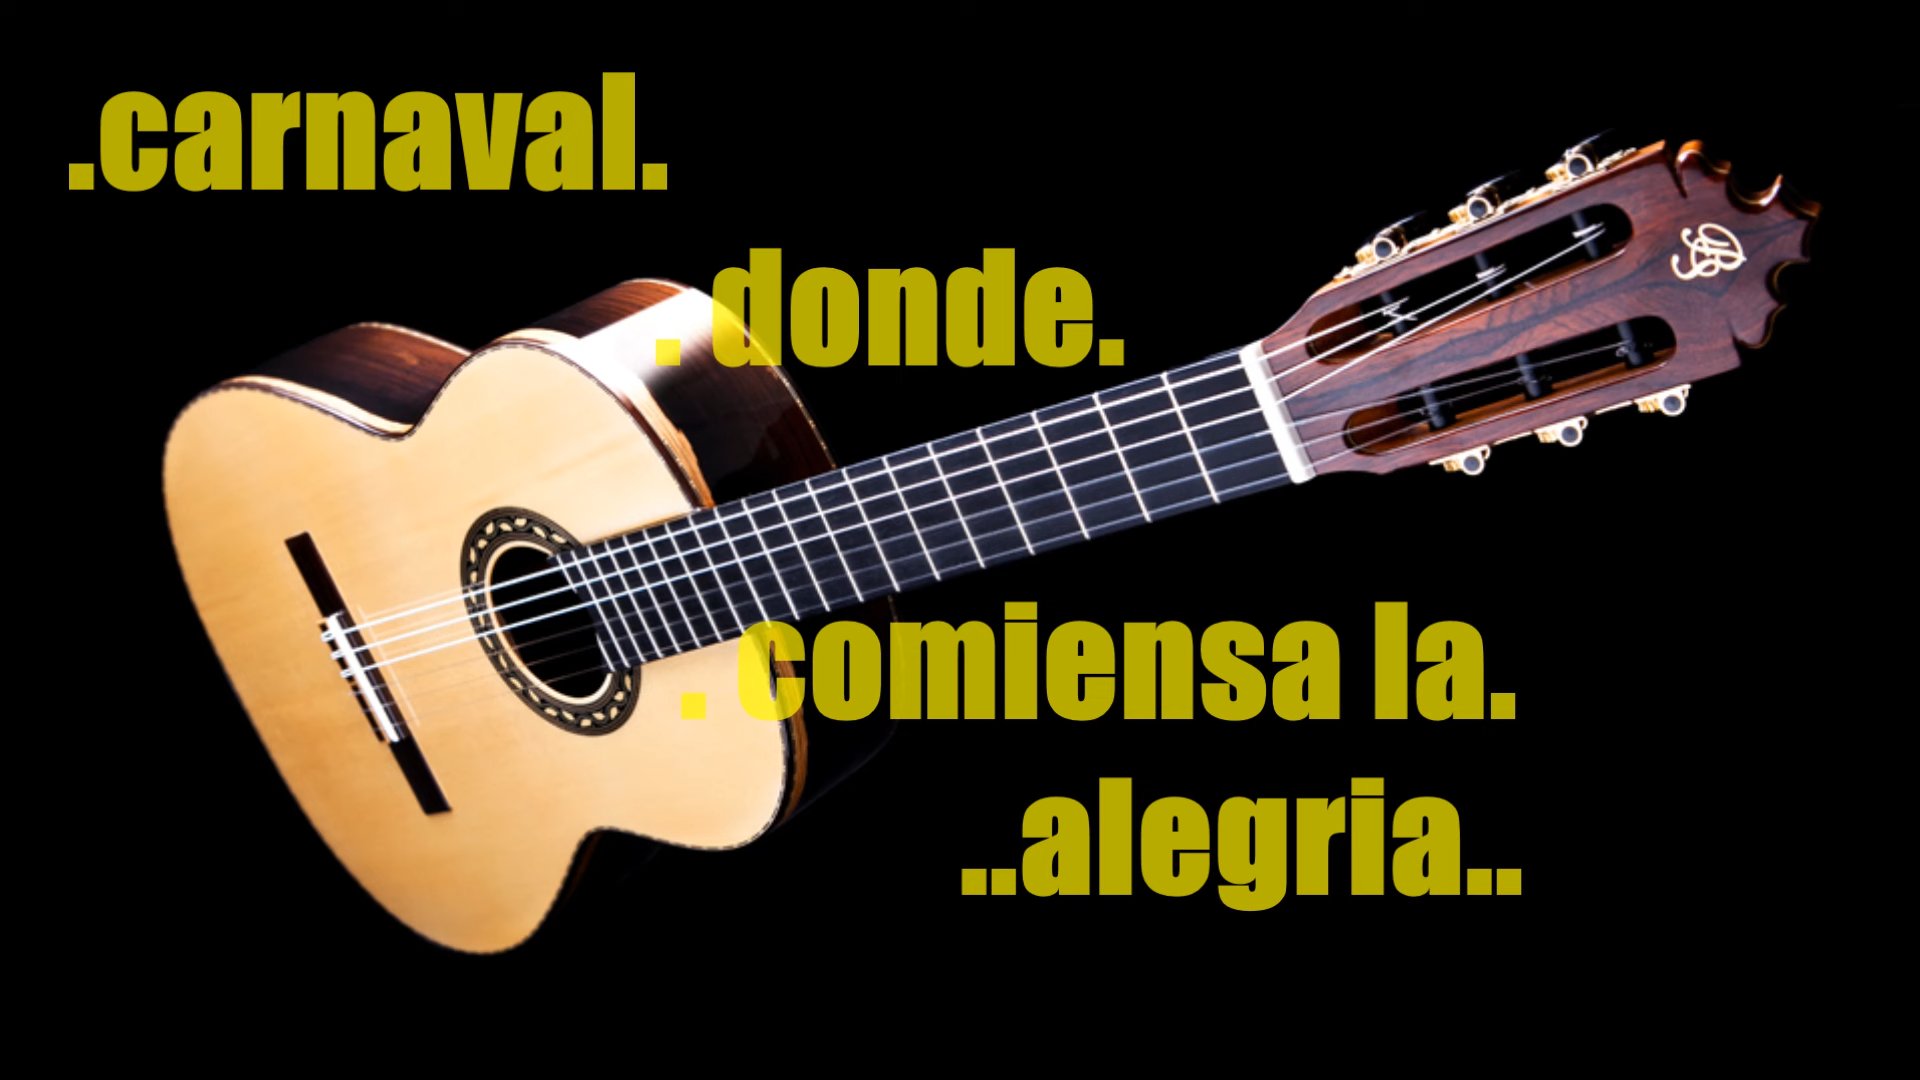 .carnaval.
. donde.
. comiensa la.
..alegria..